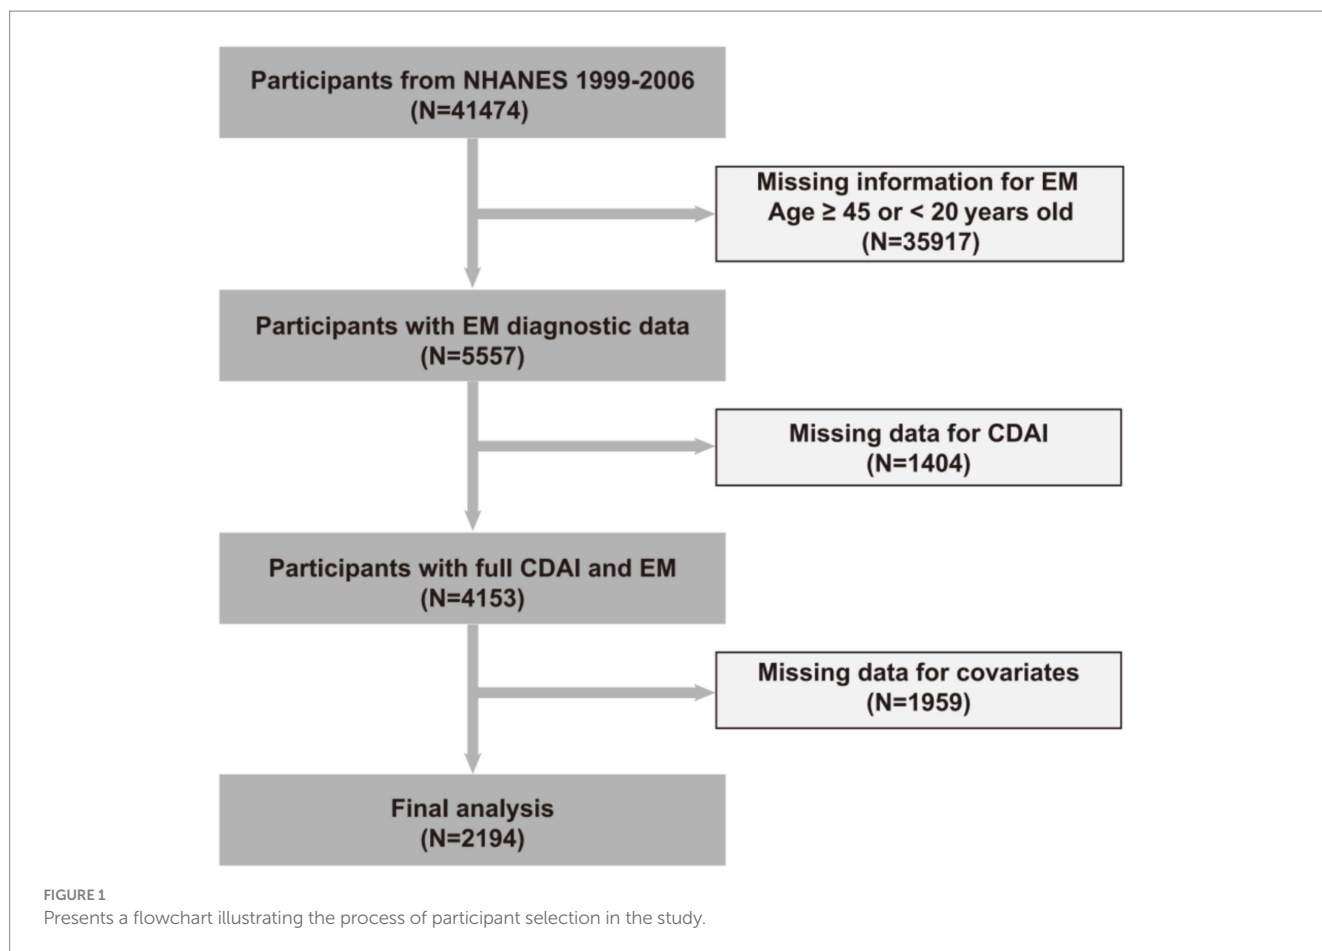 Participants from NHANES 1999-2006
(N=41474)
Missing information for EM
Age ≥ 45 or < 20 years old
(N=35917)
Participants with EM diagnostic data
(N=5557)
Missing data for CDAI
(N=1404)
Participants with full CDAI and EM
(N=4153)
Missing data for covariates
(N=1959)
Final analysis
(N=2194)
FIGURE 1
Presents a flowchart illustrating the process of participant selection in the study.